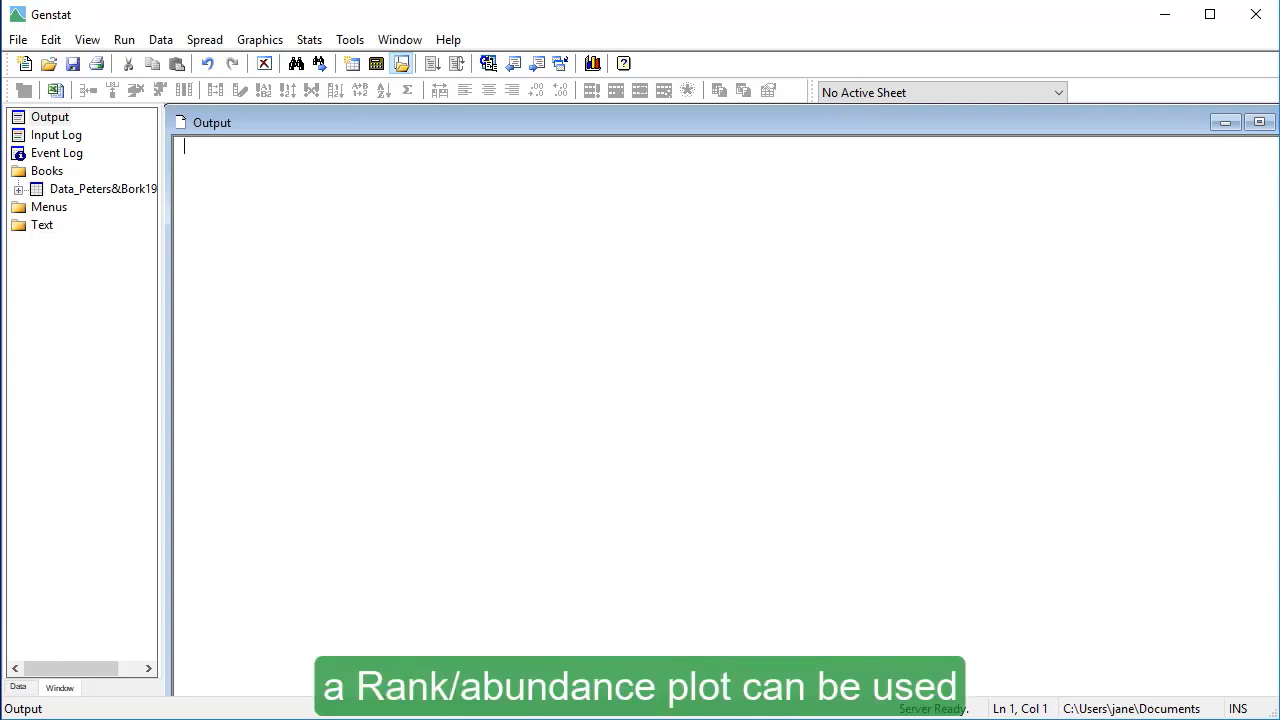 Genstat
File Edit View Run Data Spread Graphics Stats Tools Window Help
No Active Sheet
Output
Input Log
Event Log
Books
Data_Peters&Bork19
Menus
Text
Output
Data Window
a Rank/abundance plot can be used
Output Server Ready. Ln 1, Col 1 C:\Users\jane\Documents INS